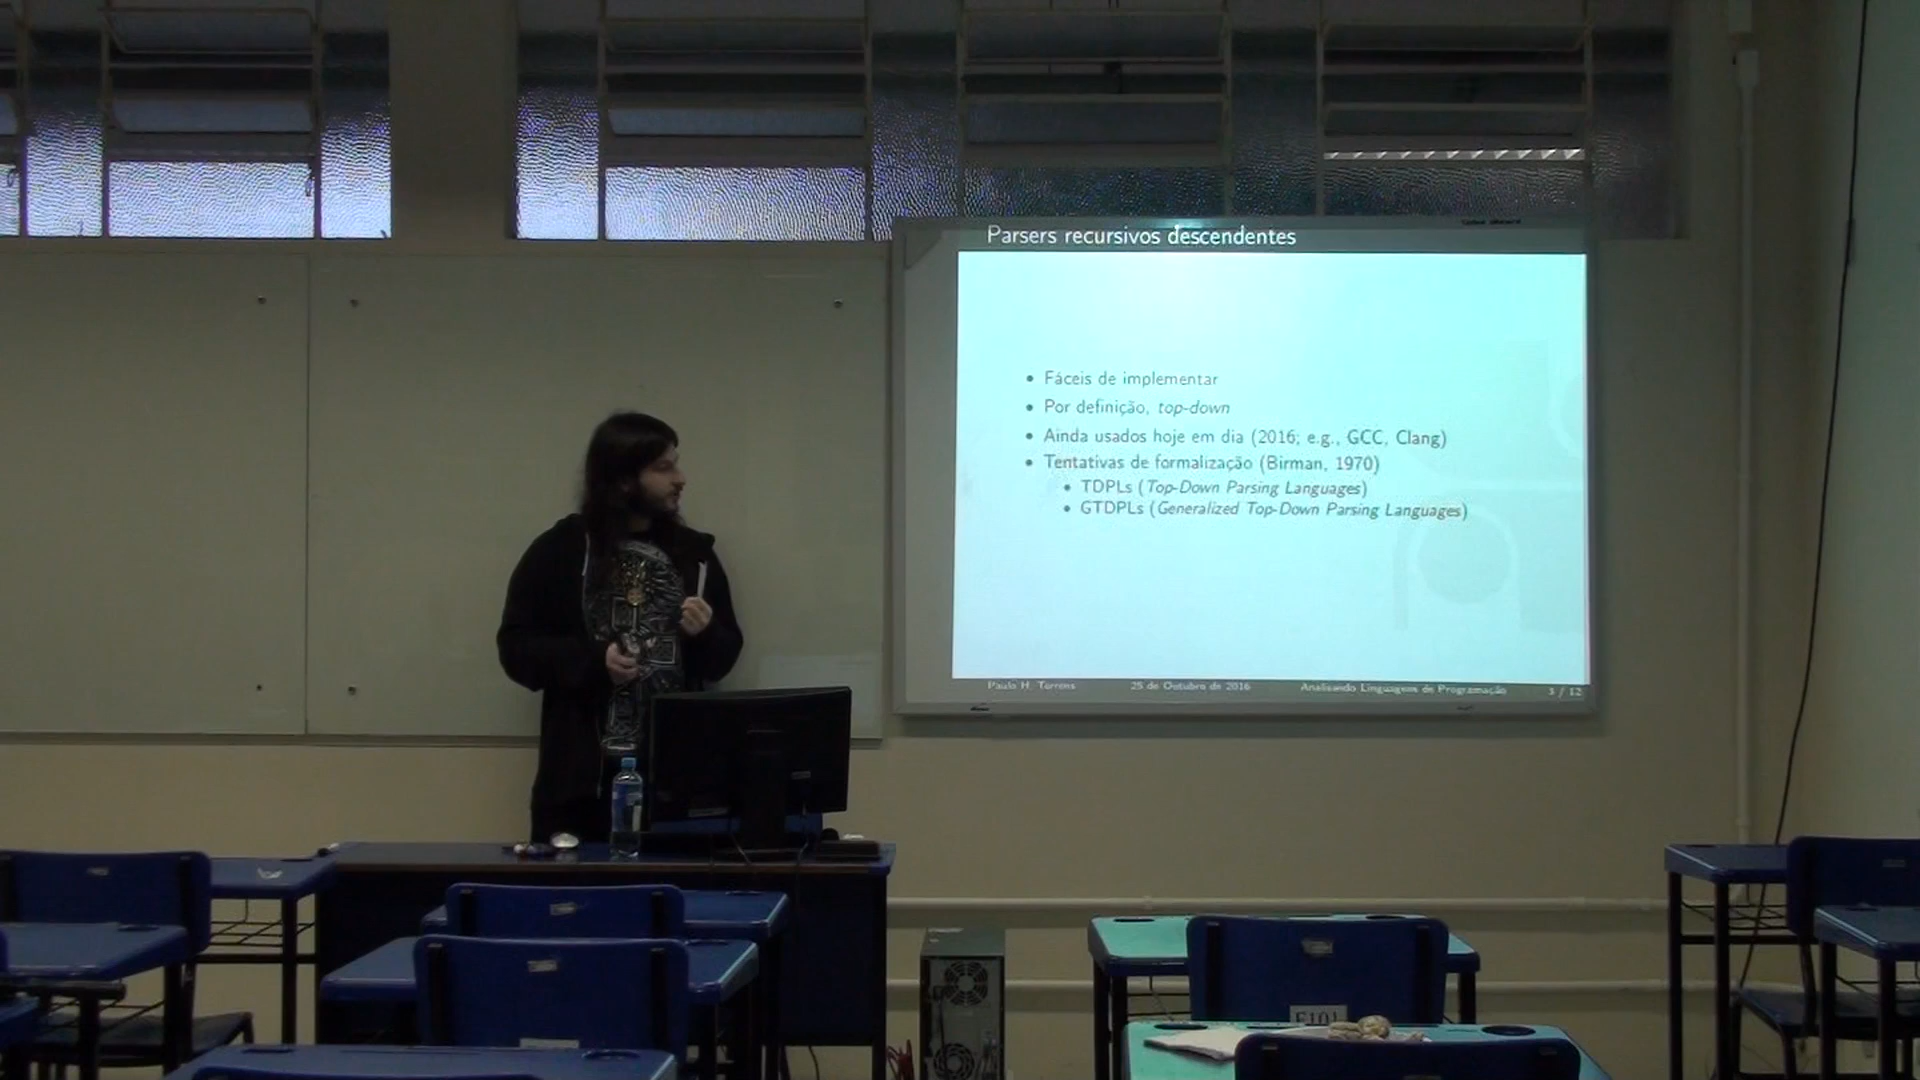 Parsers recursivos descendentes
• Fáceis de implementar
• Por definição, top-down
• Ainda usados hoje em dia (2016; e.g., GCC, Clang)
• Tentativas de formalização (Birman, 1970)
• TDPLs (Top-Down Parsing Languages)
• GTDPLs (Generalized Top-Down Parsing Languages)
Paulo H. Torrens 25 de Outubro de 2016 Analisando Linguagens de Programação 3 / 12
E101